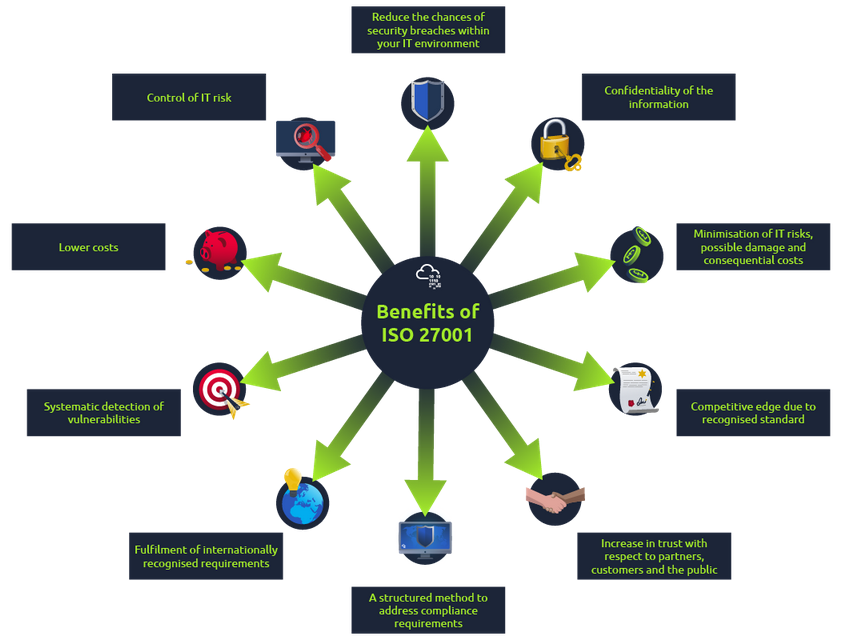 Reduce the chances of
security breaches within
your IT environment
Control of IT risk
Confidentiality of the
information
Lower costs
Minimisation of IT risks,
possible damage and
consequential costs
Benefits of
ISO 27001
Systematic detection of
vulnerabilities
Competitive edge due to
recognised standard
Fulfilment of internationally
recognised requirements
Increase in trust with
respect to partners,
customers and the public
A structured method to
address compliance
requirements